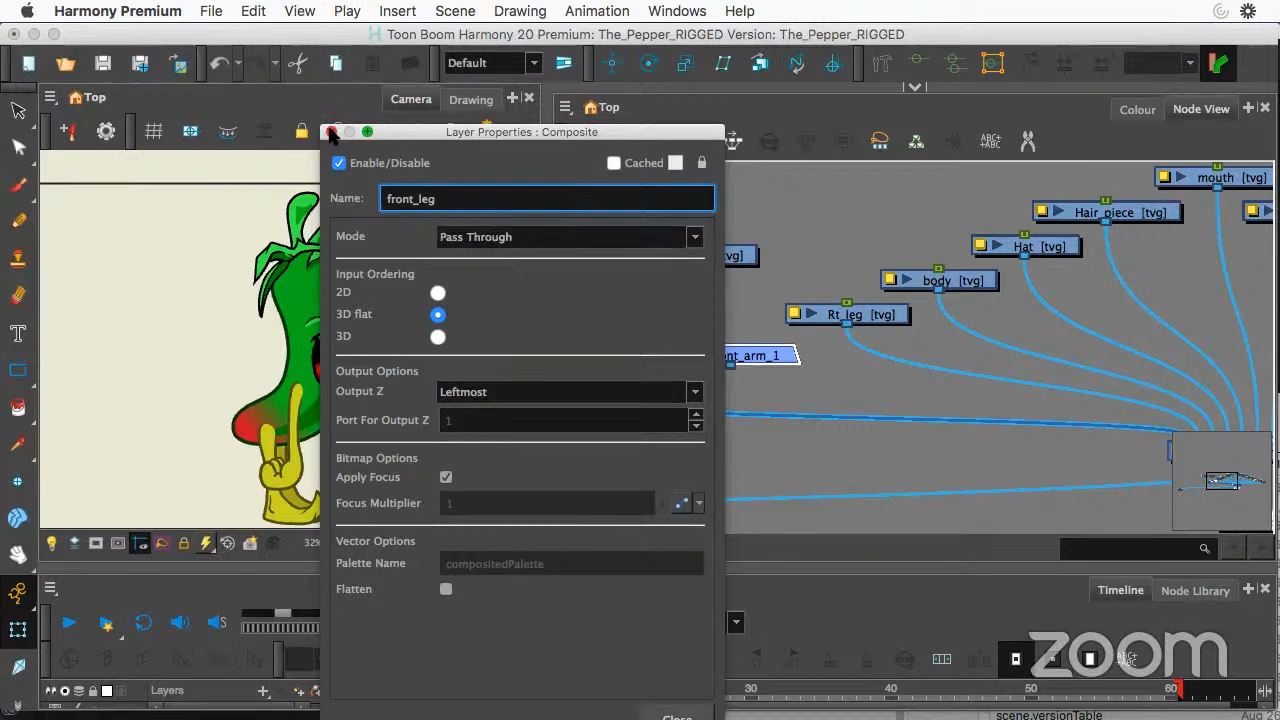 Harmony Premium File Edit View Play Insert Scene Drawing Animation Windows Help
Toon Boom Harmony 20 Premium: The_Pepper_RIGGED Version: The_Pepper_RIGGED
Default
Top
Camera
Drawing
Top
Colour
Node View
Layer Properties : Composite
Enable/Disable
Cached
Name:
front_leg
Mode
Pass Through
Input Ordering
2D
3D flat
3D
Output Options
Output Z
Leftmost
Port For Output Z
1
Bitmap Options
Apply Focus
Focus Multiplier
1
Vector Options
Palette Name
compositedPalette
Flatten
Close
ABC+
ABC+
mouth [tvg]
Hair_piece [tvg]
Hat [tvg]
body [tvg]
Rt_leg [tvg]
nt_arm_1
32%
Timeline
Node Library
zoom
Layers
30
40
50
60
scene.versionTable